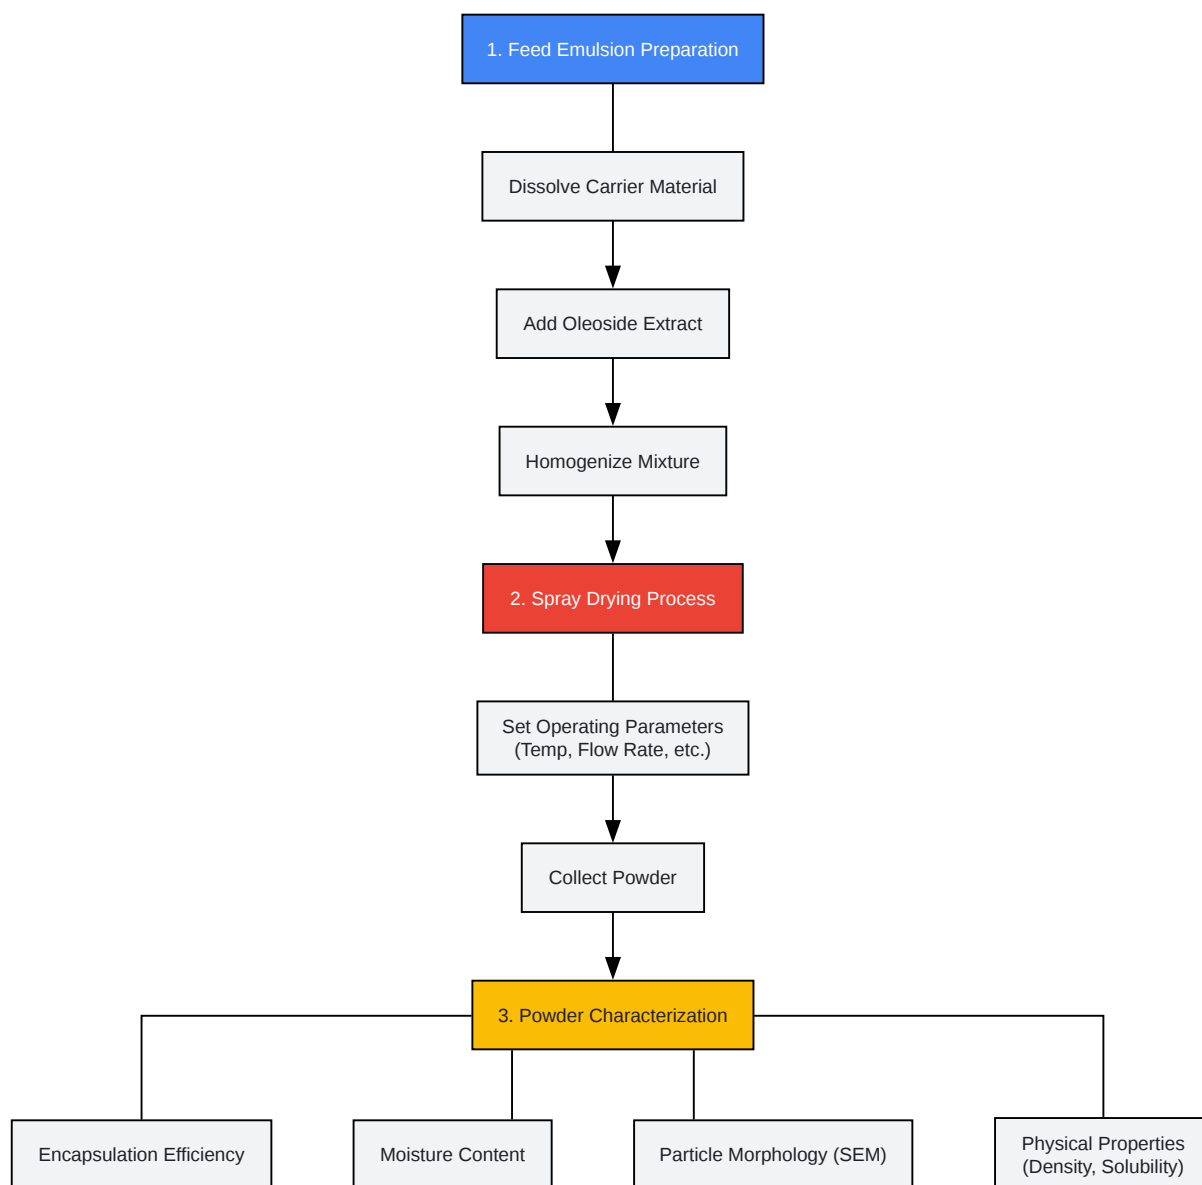 1. Feed Emulsion Preparation
Dissolve Carrier Material
Add Oleoside Extract
Homogenize Mixture
2. Spray Drying Process
Set Operating Parameters
(Temp, Flow Rate, etc.)
Collect Powder
3. Powder Characterization
Encapsulation Efficiency
Moisture Content
Particle Morphology (SEM)
Physical Properties
(Density, Solubility)